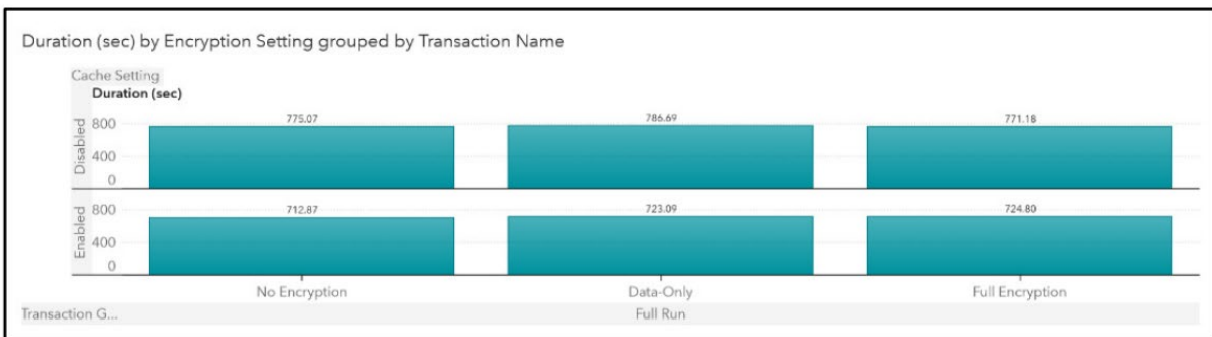 Duration (sec) by Encryption Setting grouped by Transaction Name
Cache Setting
Duration (sec)
Disabled
800
400
0
775.07 786.69 771.18
Enabled
800
400
0
712.87 723.09 724.80
No Encryption Data-Only Full Encryption
Transaction G... Full Run